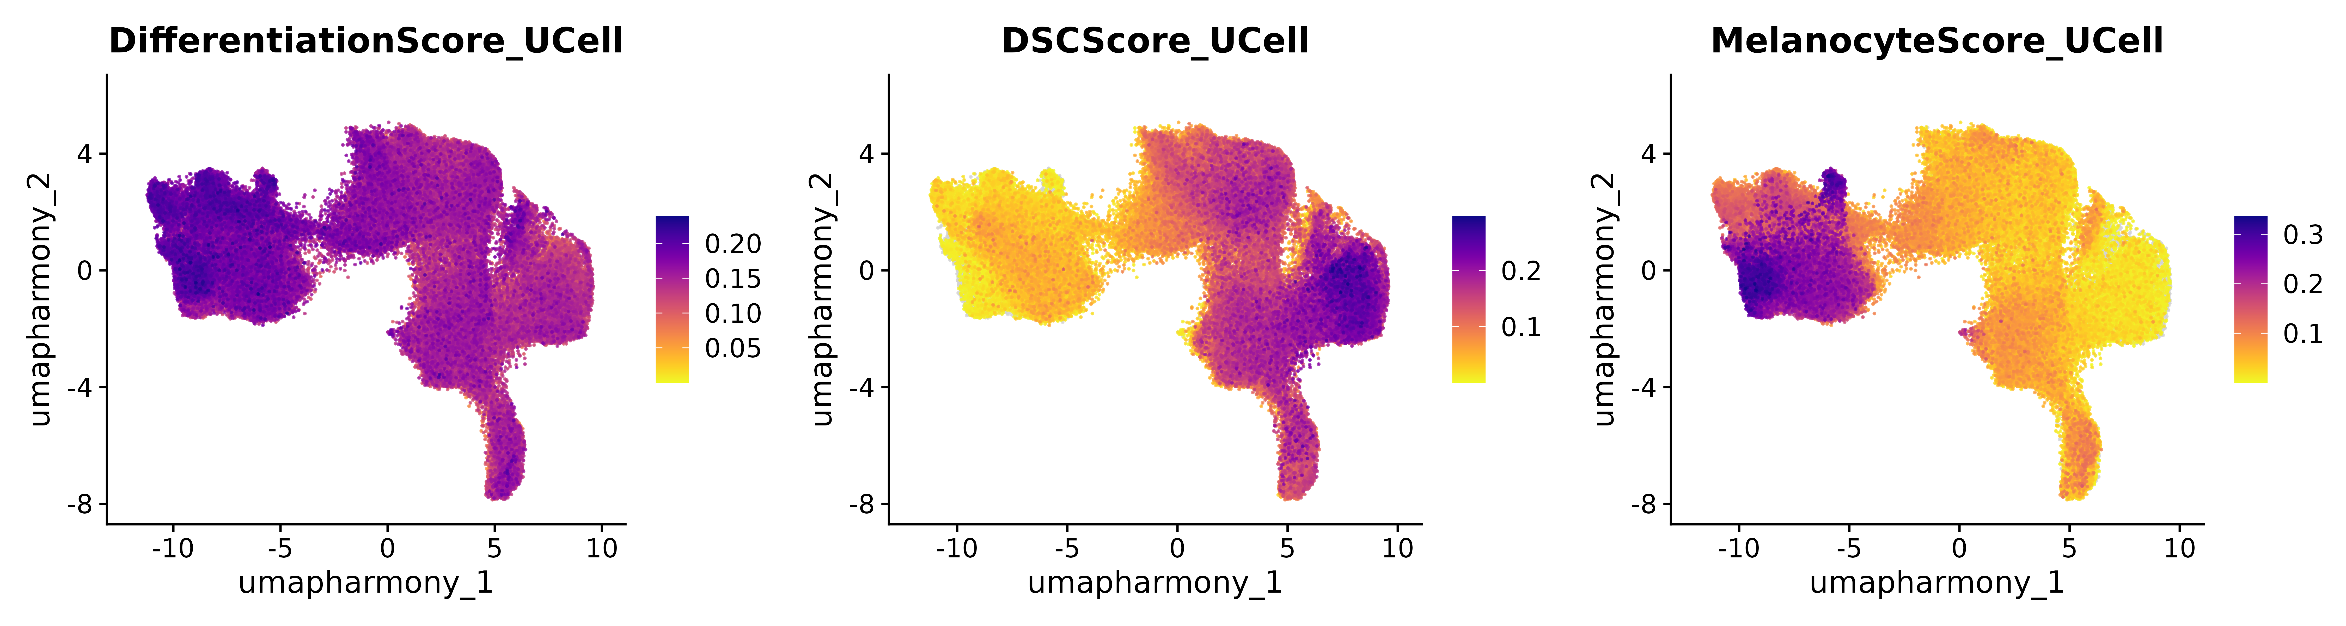 DifferentiationScore_UCell
umapharmony_2
4
0
-4
-8
-10 -5 0 5 10
umapharmony_1
0.20
0.15
0.10
0.05
DSCScore_UCell
umapharmony_2
4
0
-4
-8
-10 -5 0 5 10
umapharmony_1
0.2
0.1
MelanocyteScore_UCell
umapharmony_2
4
0
-4
-8
-10 -5 0 5 10
umapharmony_1
0.3
0.2
0.1